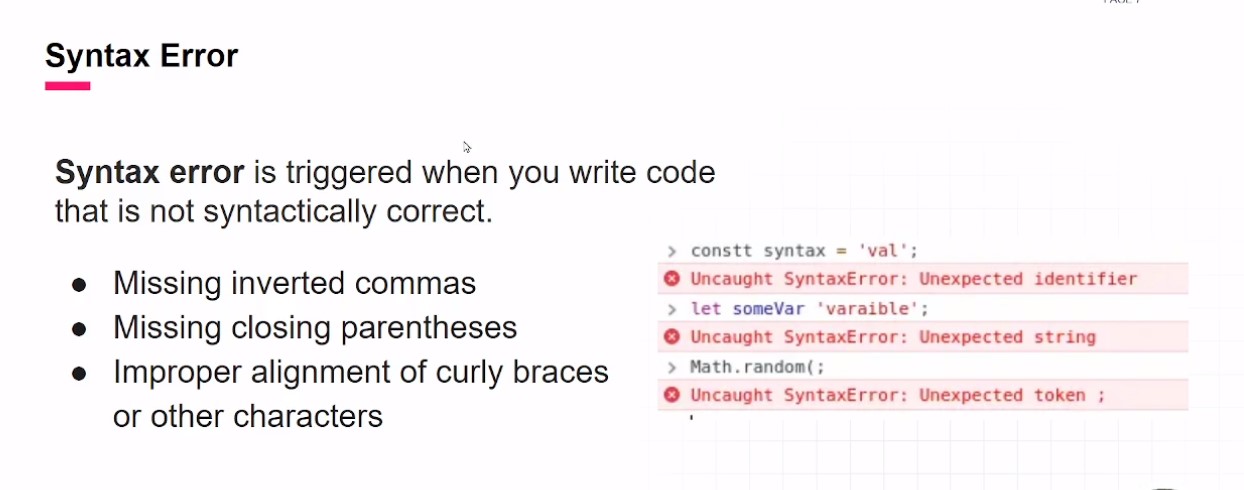 Syntax Error
Syntax error is triggered when you write code
that is not syntactically correct.
● Missing inverted commas
● Missing closing parentheses
● Improper alignment of curly braces
or other characters
> constt syntax = 'val';
Uncaught SyntaxError: Unexpected identifier
> let someVar 'varaible';
Uncaught SyntaxError: Unexpected string
> Math.random(;
Uncaught SyntaxError: Unexpected token ;